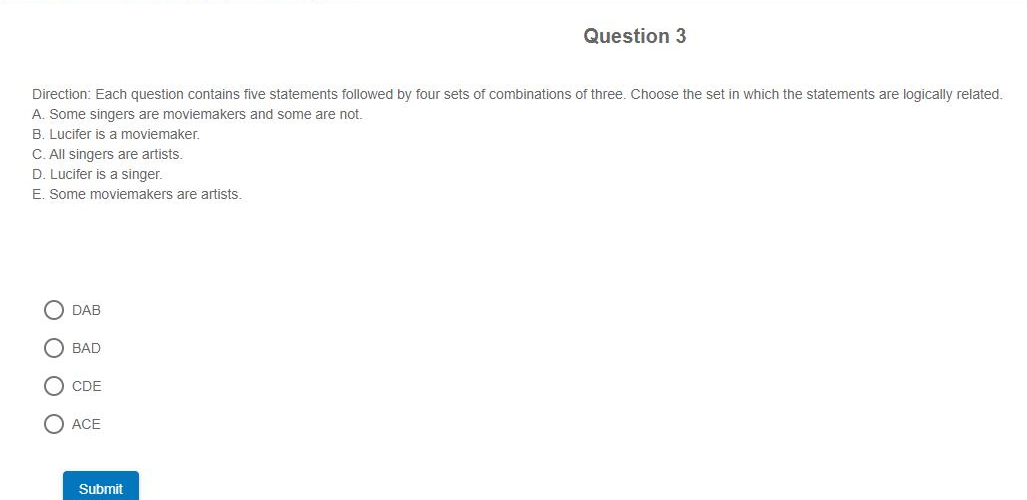 Question 3
Direction: Each question contains five statements followed by four sets of combinations of three. Choose the set in which the statements are logically related.
A. Some singers are moviemakers and some are not.
B. Lucifer is a moviemaker.
C. All singers are artists.
D. Lucifer is a singer.
E. Some moviemakers are artists.
DAB
BAD
CDE
ACE
Submit